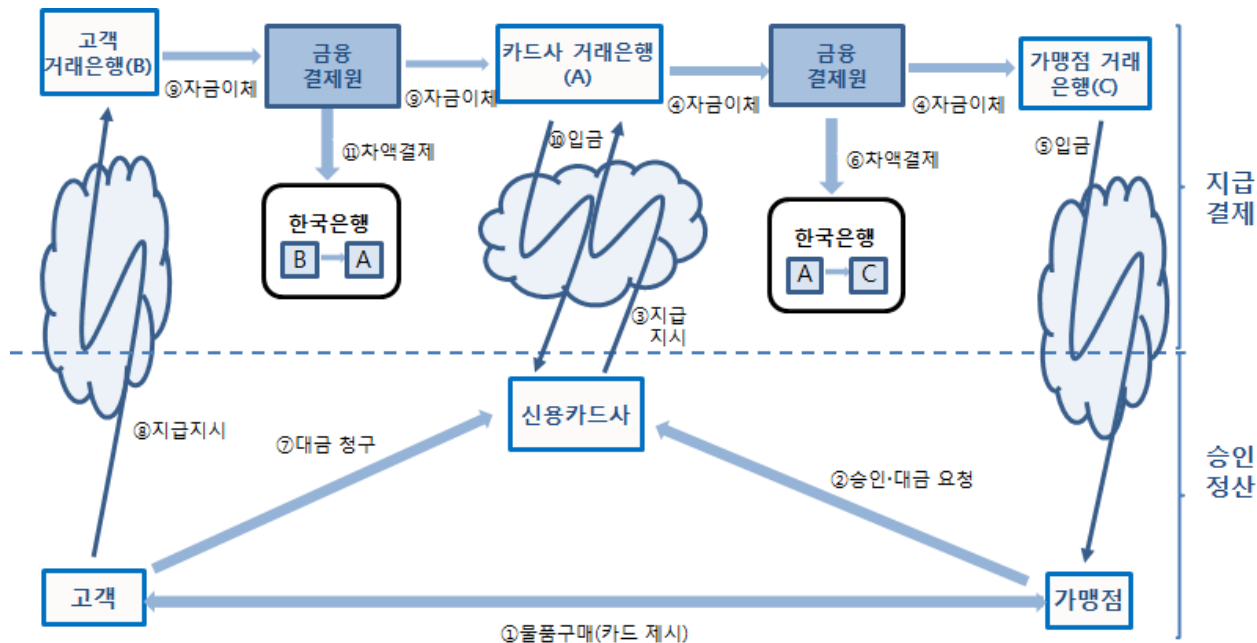 고객
거래은행(B)
금융
결제원
카드사 거래은행
(A)
금융
결제원
가맹점 거래
은행(C)
⑨자금이체
⑨자금이체
④자금이체
④자금이체
⑪차액결제
⑩입금
⑥차액결제
⑤입금
지급
결제
한국은행
B
A
한국은행
A
C
③지급
지시
신용카드사
⑧지급지시
⑦대금 청구
②승인·대금 요청
승인
정산
고객
가맹점
①물품구매(카드 제시)